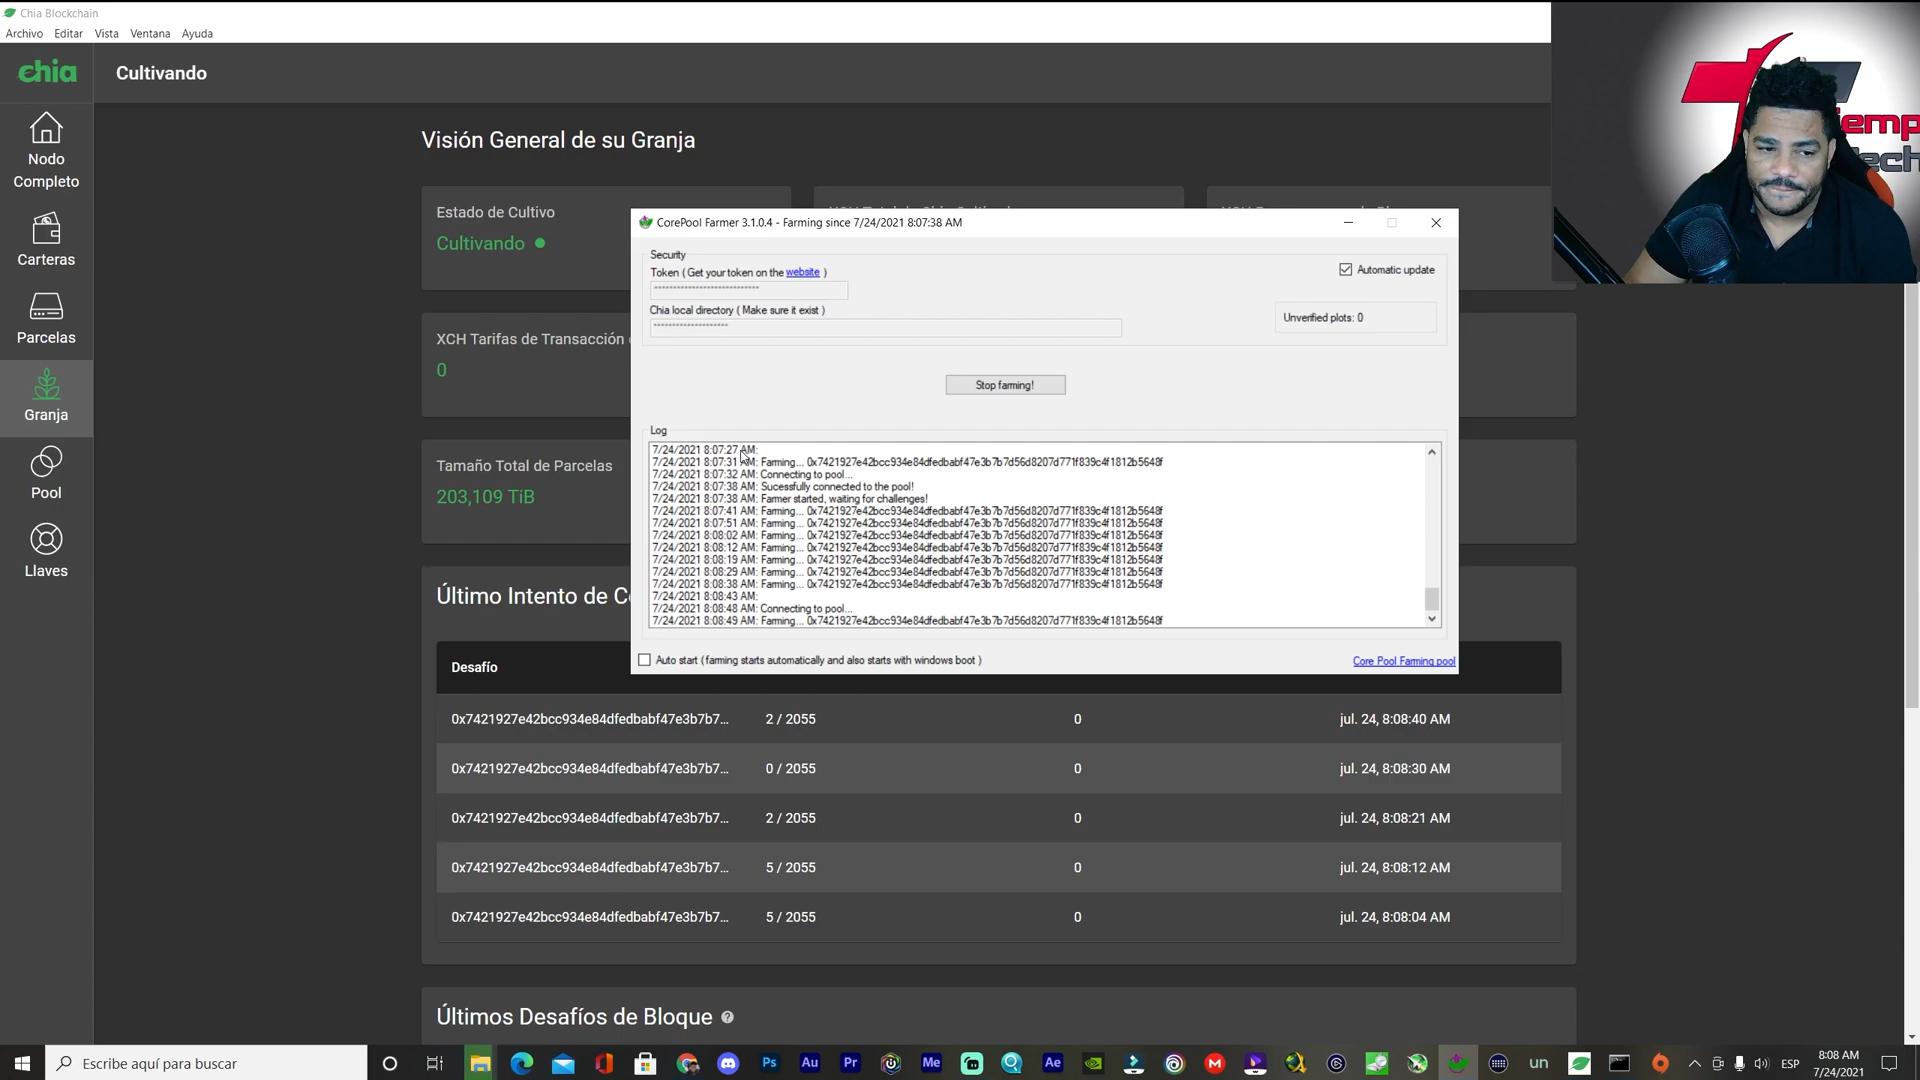 Chia Blockchain
Archivo Editar Vista Ventana Ayuda
chia
Cultivando
Nodo
Completo
Carteras
Parcelas
Granja
Pool
Llaves
Visión General de su Granja
Estado de Cultivo
Cultivando
XCH Tarifas de Transacción
0
Tamaño Total de Parcelas
203,109 TiB
CorePool Farmer 3.1.0.4 - Farming since 7/24/2021 8:07:38 AM
Security
Token ( Get your token on the website )
****************************
Automatic update
Chia local directory ( Make sure it exist )
********************
Unverified plots: 0
Stop farming!
Log
7/24/2021 8:07:27 AM:
7/24/2021 8:07:31 AM: Farming... 0x7421927e42bcc934e84dfedbabf47e3b7b7d56d8207d771f839c4f1812b5648f
7/24/2021 8:07:32 AM: Connecting to pool...
7/24/2021 8:07:38 AM: Sucessfully connected to the pool!
7/24/2021 8:07:38 AM: Farmer started, waiting for challenges!
7/24/2021 8:07:41 AM: Farming... 0x7421927e42bcc934e84dfedbabf47e3b7b7d56d8207d771f839c4f1812b5648f
7/24/2021 8:07:51 AM: Farming... 0x7421927e42bcc934e84dfedbabf47e3b7b7d56d8207d771f839c4f1812b5648f
7/24/2021 8:08:02 AM: Farming... 0x7421927e42bcc934e84dfedbabf47e3b7b7d56d8207d771f839c4f1812b5648f
7/24/2021 8:08:12 AM: Farming... 0x7421927e42bcc934e84dfedbabf47e3b7b7d56d8207d771f839c4f1812b5648f
7/24/2021 8:08:19 AM: Farming... 0x7421927e42bcc934e84dfedbabf47e3b7b7d56d8207d771f839c4f1812b5648f
7/24/2021 8:08:29 AM: Farming... 0x7421927e42bcc934e84dfedbabf47e3b7b7d56d8207d771f839c4f1812b5648f
7/24/2021 8:08:38 AM: Farming... 0x7421927e42bcc934e84dfedbabf47e3b7b7d56d8207d771f839c4f1812b5648f
7/24/2021 8:08:43 AM:
7/24/2021 8:08:48 AM: Connecting to pool...
7/24/2021 8:08:49 AM: Farming... 0x7421927e42bcc934e84dfedbabf47e3b7b7d56d8207d771f839c4f1812b5648f
Auto start ( farming starts automatically and also starts with windows boot )
Core Pool Farming pool
Último Intento de
Desafío
0x7421927e42bcc934e84dfedbabf47e3b7b7... 2 / 2055 0 jul. 24, 8:08:40 AM
0x7421927e42bcc934e84dfedbabf47e3b7b7... 0 / 2055 0 jul. 24, 8:08:30 AM
0x7421927e42bcc934e84dfedbabf47e3b7b7... 2 / 2055 0 jul. 24, 8:08:21 AM
0x7421927e42bcc934e84dfedbabf47e3b7b7... 5 / 2055 0 jul. 24, 8:08:12 AM
0x7421927e42bcc934e84dfedbabf47e3b7b7... 5 / 2055 0 jul. 24, 8:08:04 AM
Últimos Desafíos de Bloque
Escribe aquí para buscar
Ps Au Pr Me Ae un
ESP
8:08 AM
7/24/2021